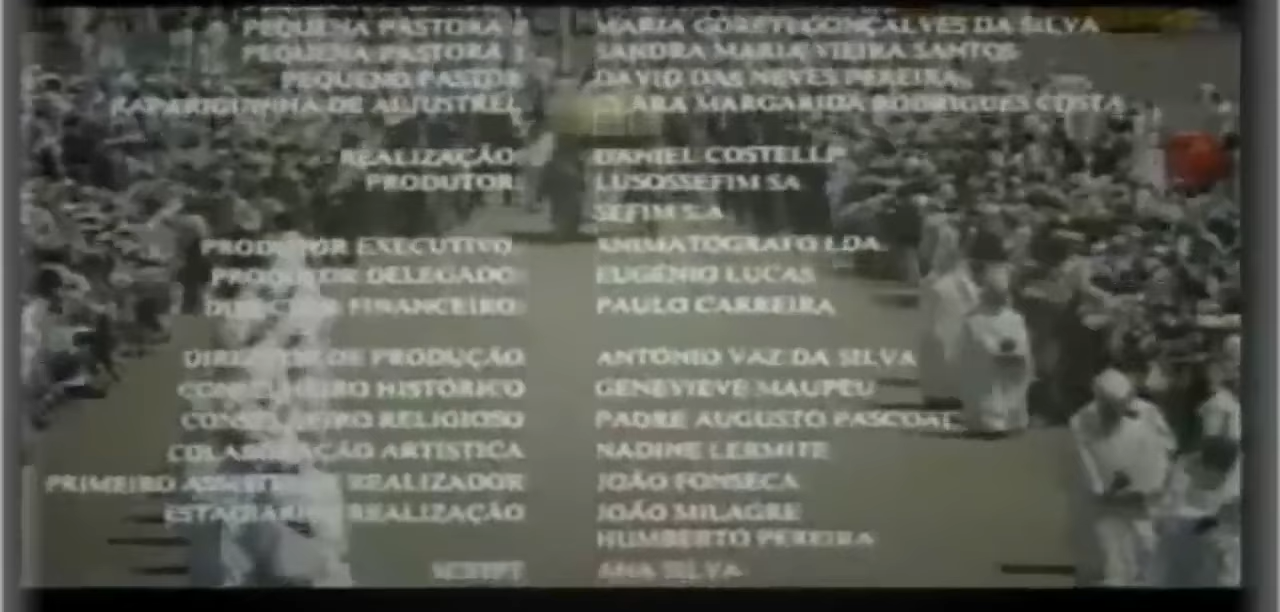 PEQUENA PASTORA 2 MARIA GORETI GONÇALVES DA SILVA
PEQUENA PASTORA 3 SANDRA MARIA VIEIRA SANTOS
PEQUENO PASTOR DAVID DAS NEVES PEREIRA
RAPARIGUINHA DE ALJUSTREL CLARA MARGARIDA RODRIGUES COSTA
REALIZAÇÃO DANIEL COSTELLE
PRODUTOR LUSOSSEFIM SA
SEFIM S.A
PRODUTOR EXECUTIVO ANIMATÓGRAFO LDA.
PRODUTOR DELEGADO EUGÉNIO LUCAS
DIRECTOR FINANCEIRO PAULO CARREIRA
DIRECTOR DE PRODUÇÃO ANTÓNIO VAZ DA SILVA
CONSELHEIRO HISTÓRICO GENEVIEVE MAUPEU
CONSELHEIRO RELIGIOSO PADRE AUGUSTO PASCOAL
COLABORAÇÃO ARTISTICA NADINE LERMITE
PRIMEIRO ASSISTENTE REALIZADOR JOÃO FONSECA
REALIZAÇÃO JOÃO MILAGRE
HUMBERTO PEREIRA
SCRIPT ANA SILVA